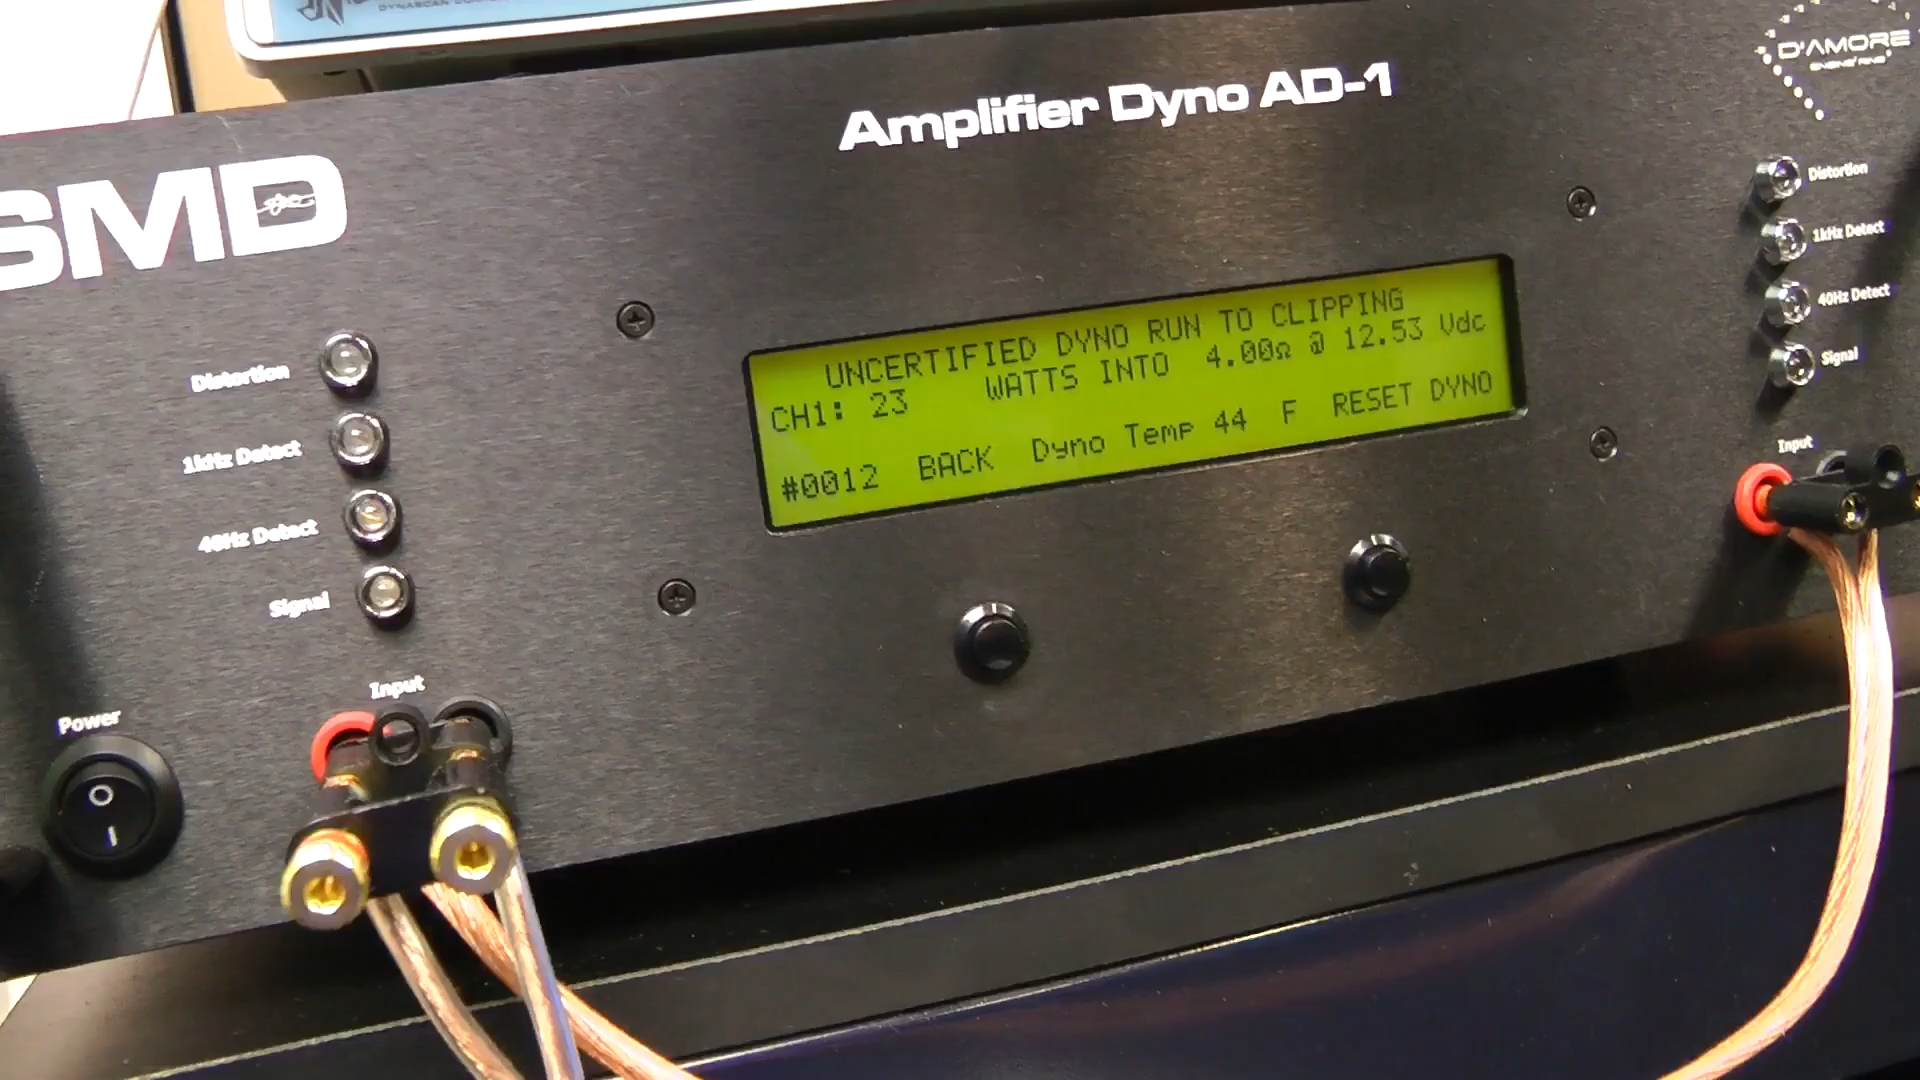 SMD
Amplifier Dyno AD-1
D'AMORE
Distortion
1kHz Detect
40Hz Detect
Signal
Input
UNCERTIFIED DYNO RUN TO CLIPPING
CH1: 23 WATTS INTO 4.00Ω @ 12.53 Vdc
#0012 BACK Dyno Temp 44 F RESET DYNO
Distortion
1kHz Detect
40Hz Detect
Signal
Input
Power